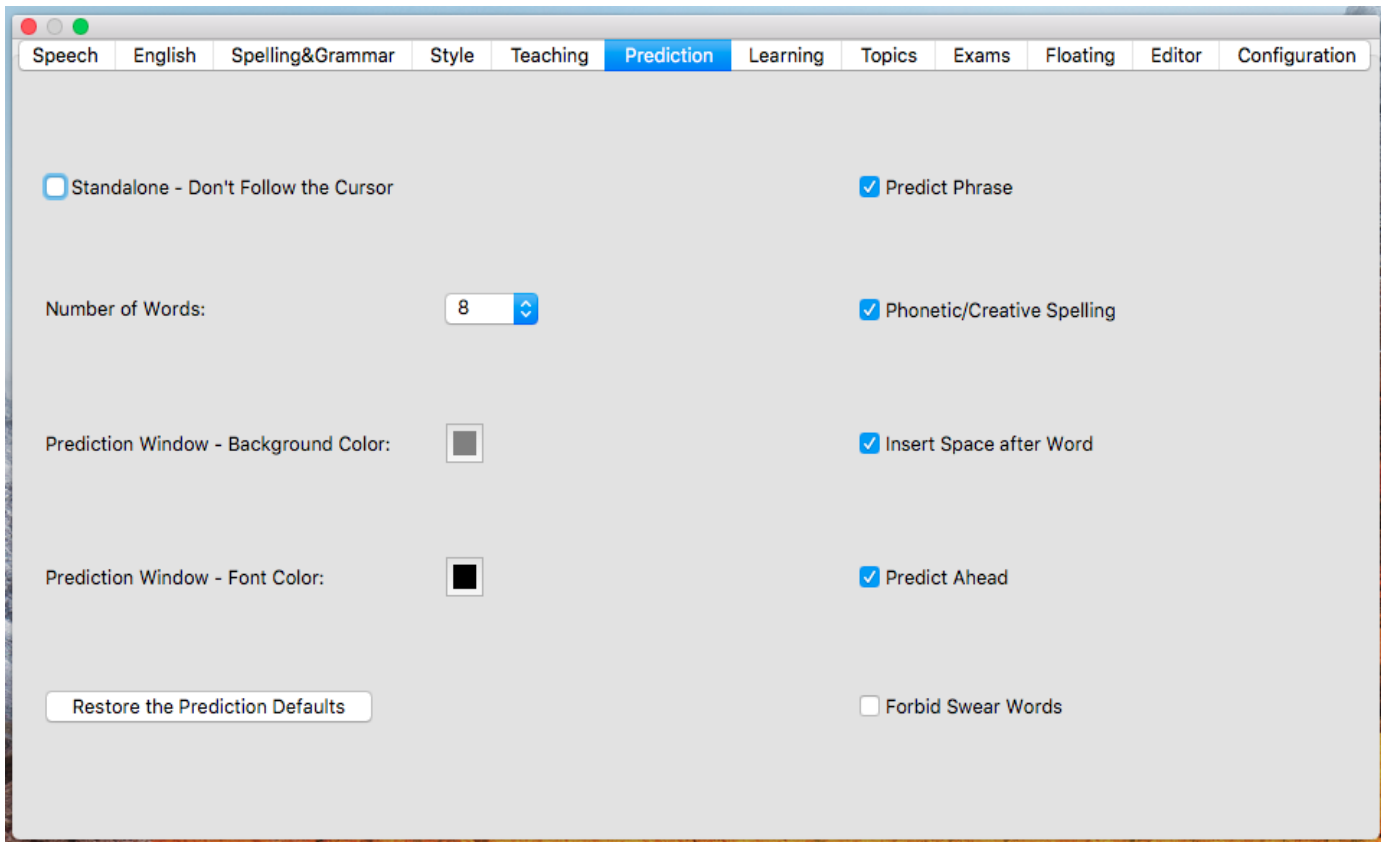 Speech English Spelling&Grammar Style Teaching Prediction Learning Topics Exams Floating Editor Configuration
Standalone - Don't Follow the Cursor
Predict Phrase
Number of Words: 8
Phonetic/Creative Spelling
Prediction Window - Background Color:
Insert Space after Word
Prediction Window - Font Color:
Predict Ahead
Restore the Prediction Defaults
Forbid Swear Words